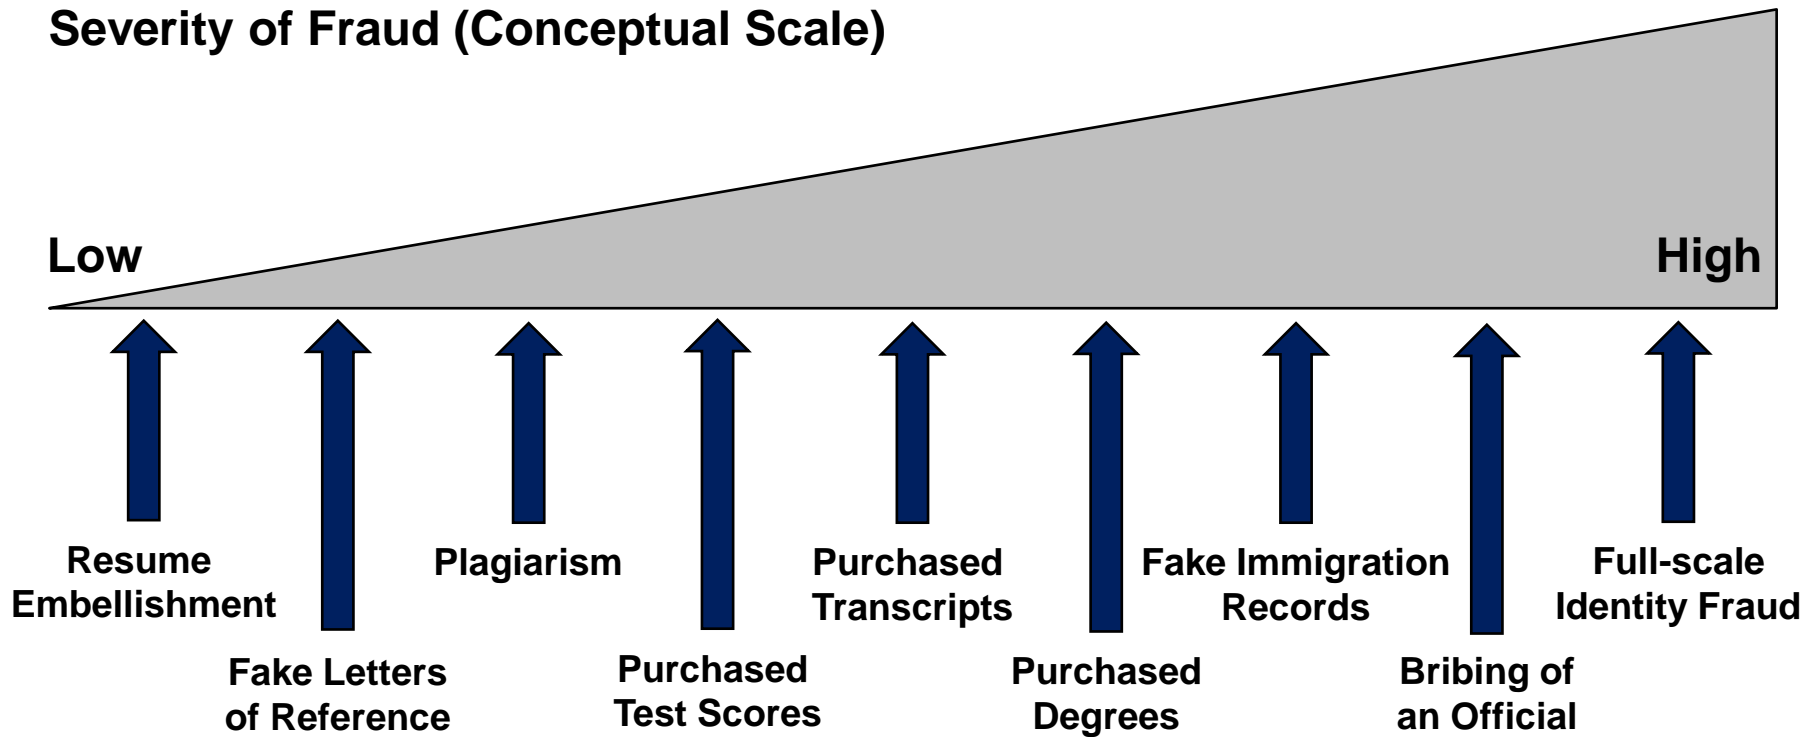 Severity of Fraud (Conceptual Scale)
Low
High
Resume
Embellishment
Fake Letters
of Reference
Plagiarism
Purchased
Test Scores
Purchased
Transcripts
Purchased
Degrees
Fake Immigration
Records
Bribing of
an Official
Full-scale
Identity Fraud